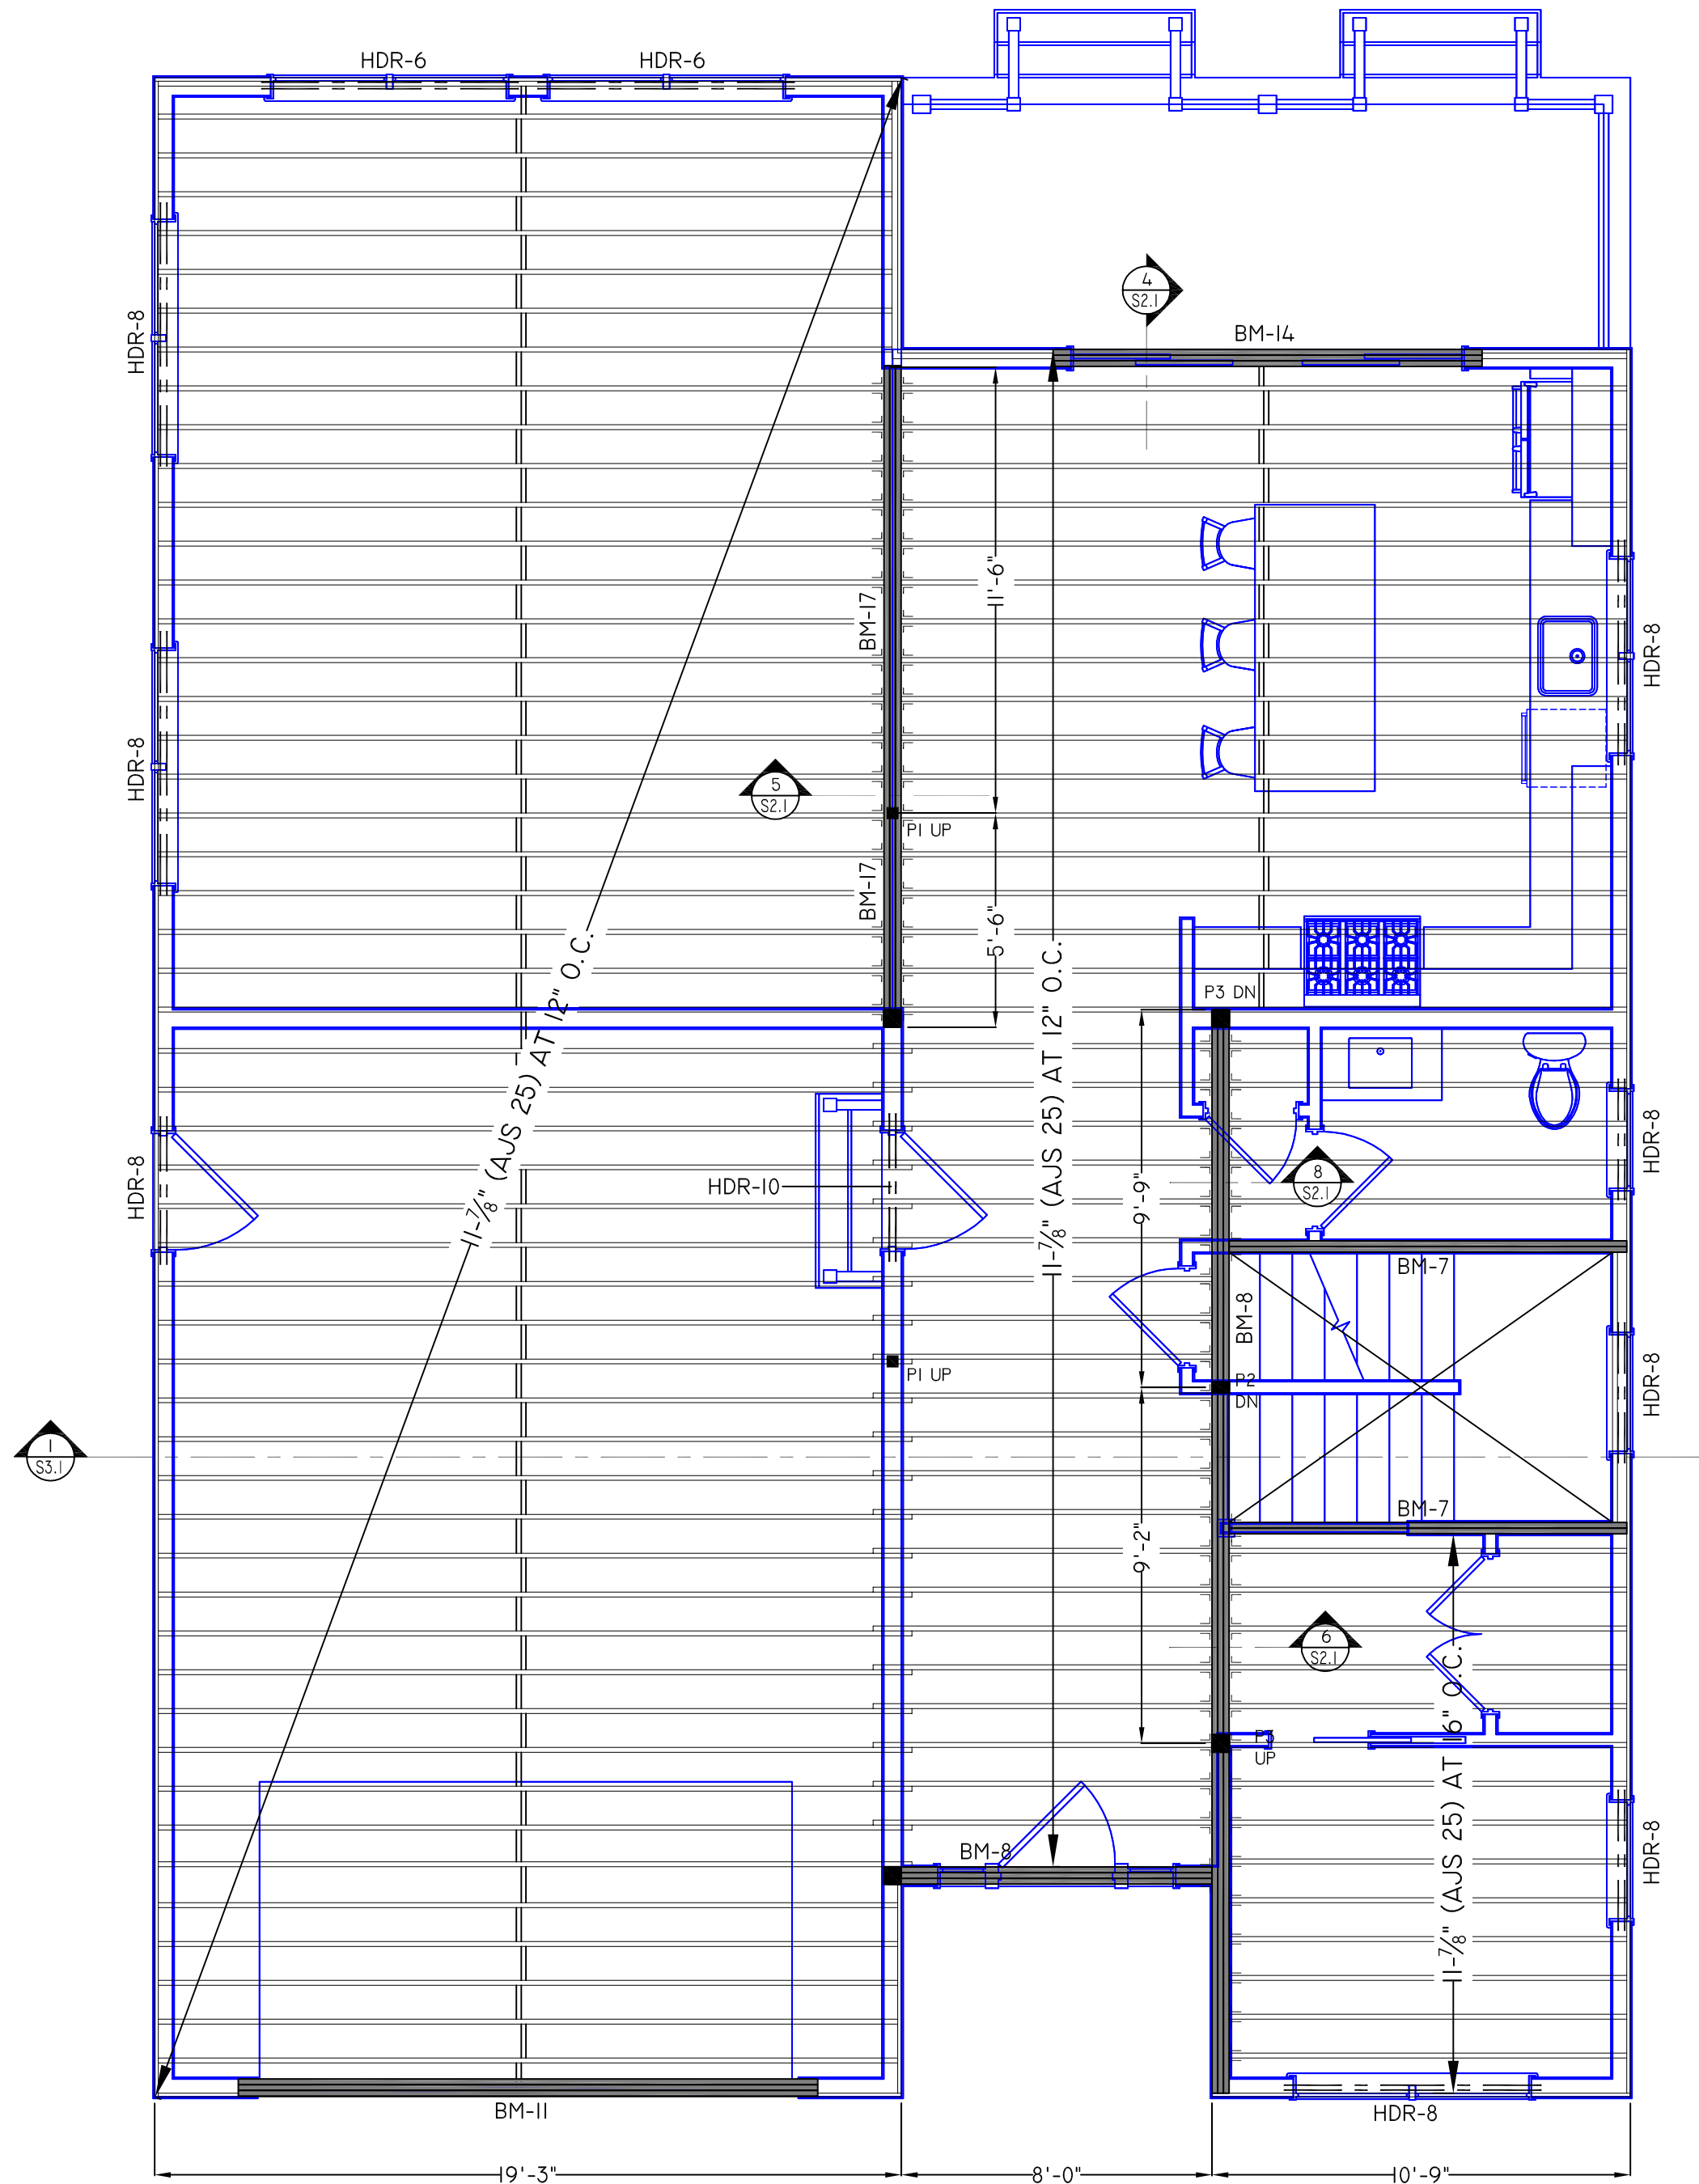 HDR-6
HDR-6
4
S2.1
BM-14
HDR-8
11'-6"
BM-17
HDR-8
HDR-8
5
S2.1
P1 UP
BM-17
5'-6"
11-7/8" (AJS 25) AT 12" O.C.
11-7/8" (AJS 25) AT 12" O.C.
P3 DN
HDR-8
HDR-10
9'-9"
8
S2.1
HDR-8
BM-7
BM-8
P1 UP
P2
DN
HDR-8
1
S3.1
BM-7
9'-2"
6
S2.1
P3
UP
11-7/8" (AJS 25) AT 16" O.C.
BM-8
HDR-8
BM-11
HDR-8
19'-3"
8'-0"
10'-9"